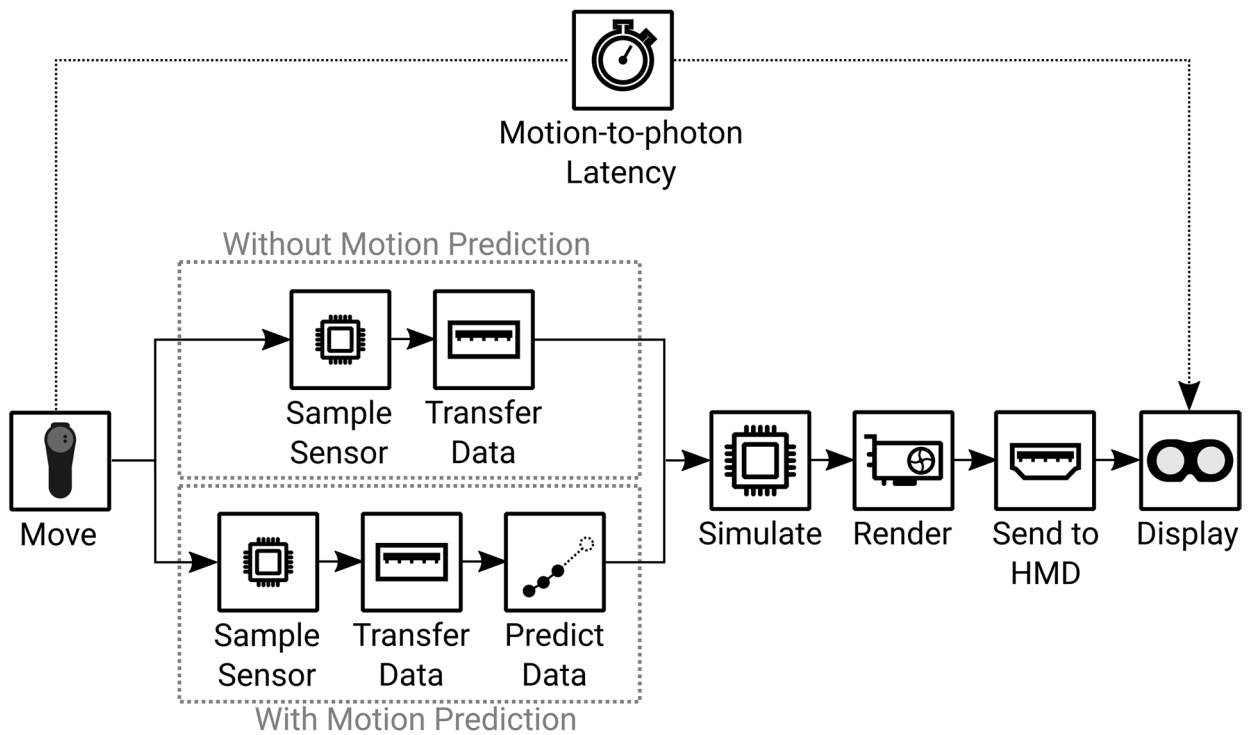 Motion-to-photon
Latency
Without Motion Prediction
Sample
Sensor
Transfer
Data
Move
Simulate
Render
Send to
HMD
Display
Sample
Sensor
Transfer
Data
Predict
Data
With Motion Prediction